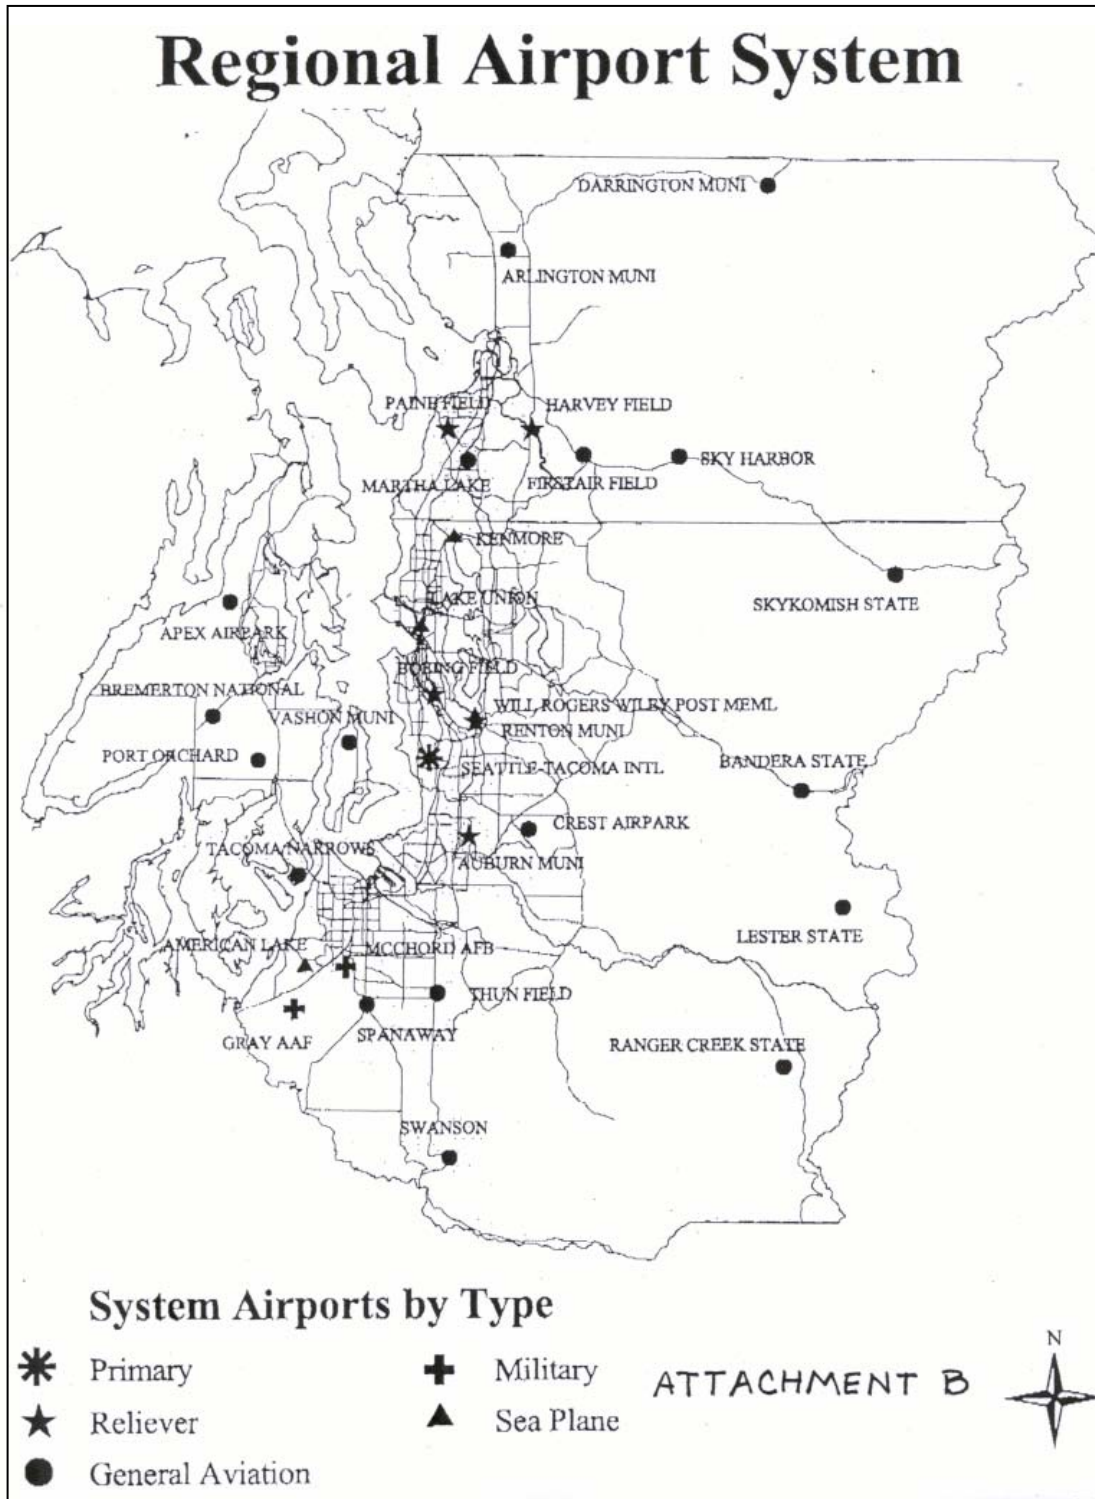 Regional Airport System
DARRINGTON MUNI
ARLINGTON MUNI
PAINE FIELD
HARVEY FIELD
SKY HARBOR
MARTHA LAKE
FIRSTAIR FIELD
KENMORE
SKYKOMISH STATE
LAKE UNION
APEX AIRPARK
BOEING FIELD
BREMERTON NATIONAL
WILL ROGERS WILEY POST MEML
VASHON MUNI
RENTON MUNI
PORT ORCHARD
SEATTLE-TACOMA INTL
BANDERA STATE
CREST AIRPARK
TACOMA NARROWS
AUBURN MUNI
LESTER STATE
AMERICAN LAKE
MCCHORD AFB
THUN FIELD
GRAY AAF
SPANAWAY
RANGER CREEK STATE
SWANSON
System Airports by Type
Primary
Military
Reliever
Sea Plane
General Aviation
ATTACHMENT B
N